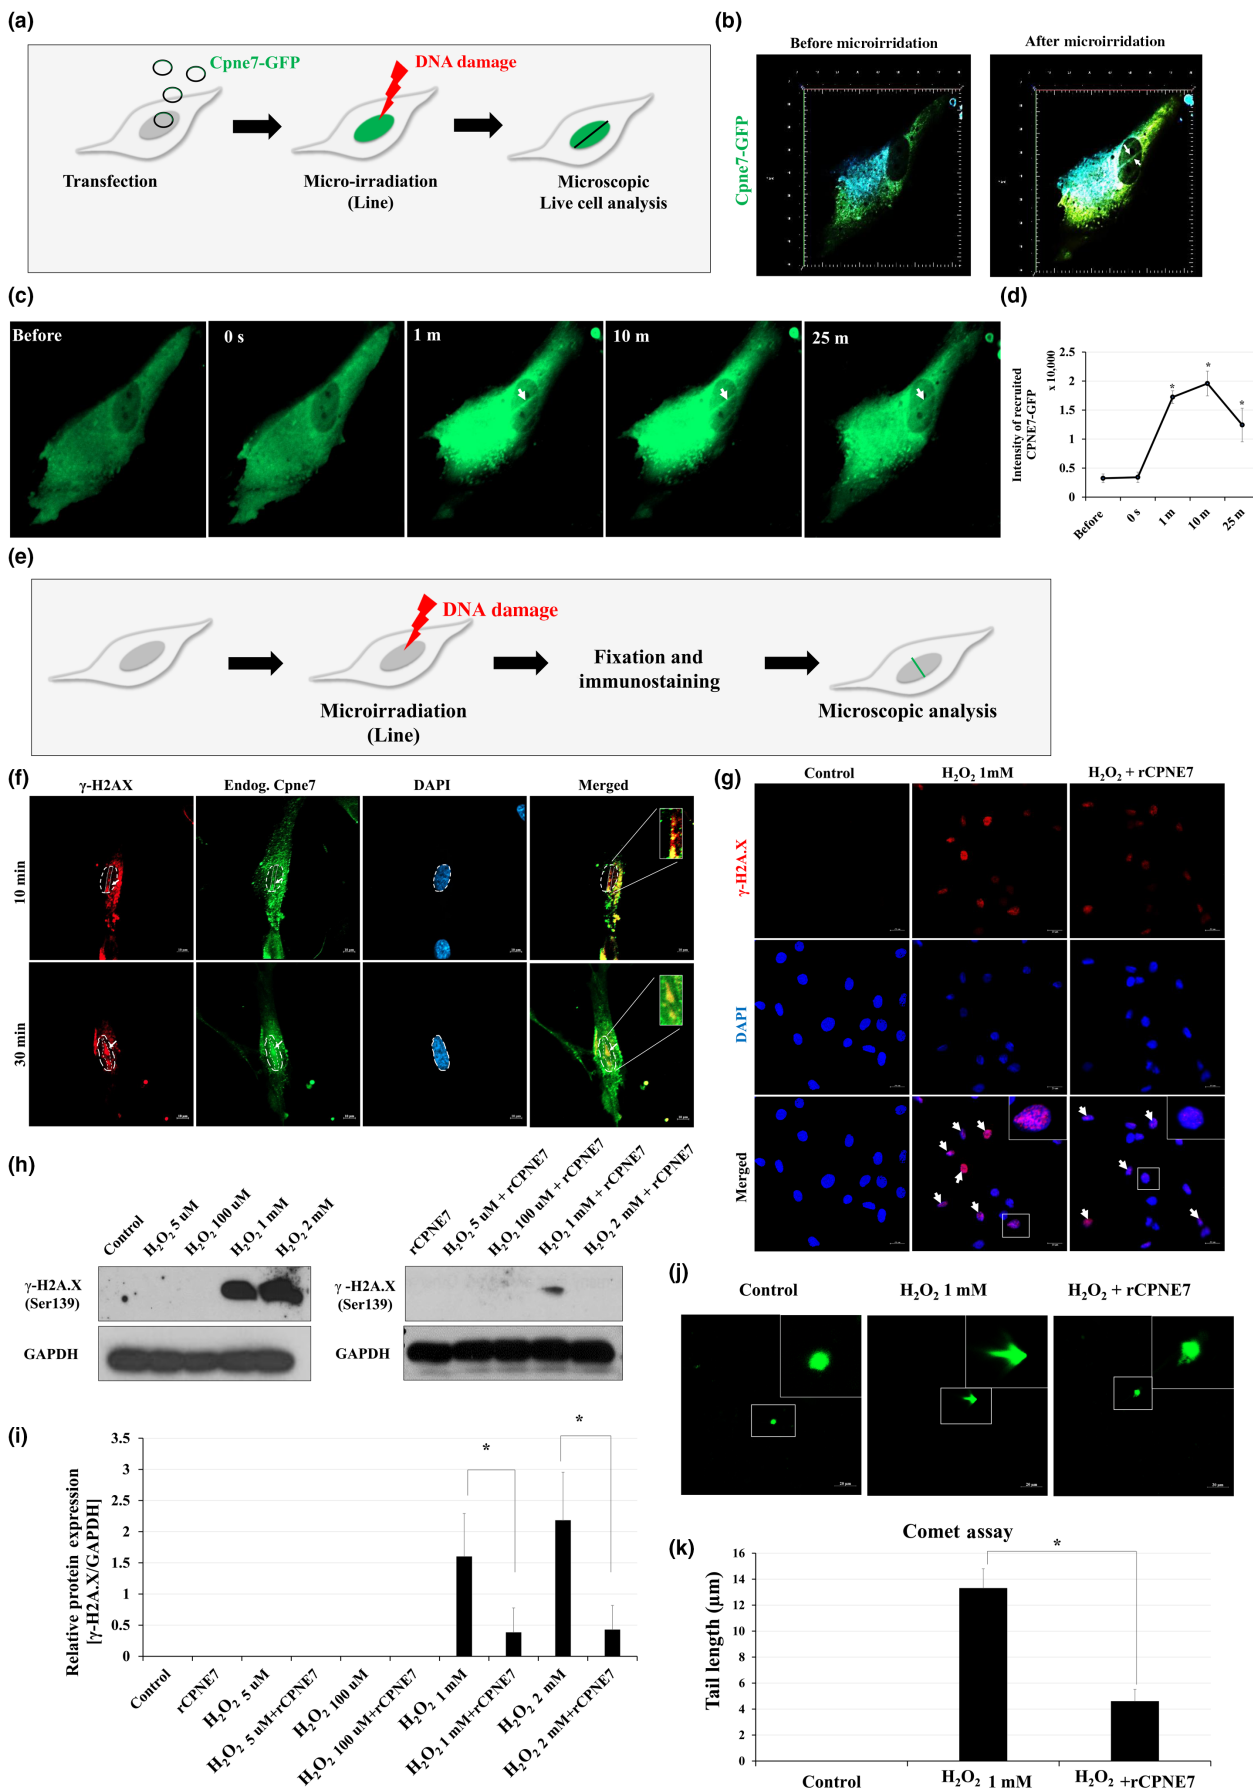 (a)
Cpne7-GFP
DNA damage
Transfection
Micro-irradiation
(Line)
Microscopic
Live cell analysis
(b)
Before microirridation
After microirridation
Cpne7-GFP
(c)
Before
0 s
1 m
10 m
25 m
(d)
Intensity of recruited
CPNE7-GFP
x 10,000
2.5
2
1.5
1
0.5
0
*
*
*
Before
0 s
1 m
10 m
25 m
(e)
DNA damage
Microirradiation
(Line)
Fixation and
immunostaining
Microscopic analysis
(f)
γ-H2AX
Endog. Cpne7
DAPI
Merged
10 min
30 min
(g)
Control
H₂O₂ 1mM
H₂O₂ + rCPNE7
γ-H2A.X
DAPI
Merged
(h)
Control
H₂O₂ 5 uM
H₂O₂ 100 uM
H₂O₂ 1 mM
H₂O₂ 2 mM
γ-H2A.X
(Ser139)
GAPDH
rCPNE7
H₂O₂ 5 uM + rCPNE7
H₂O₂ 100 uM + rCPNE7
H₂O₂ 1 mM + rCPNE7
H₂O₂ 2 mM + rCPNE7
γ -H2A.X
(Ser139)
GAPDH
(i)
Relative protein expression
[γ-H2A.X/GAPDH]
3.5
3
2.5
2
1.5
1
0.5
0
*
*
Control
rCPNE7
H₂O₂ 5 uM
H₂O₂ 5 uM+rCPNE7
H₂O₂ 100 uM
H₂O₂ 100 uM+rCPNE7
H₂O₂ 1 mM
H₂O₂ 1 mM+rCPNE7
H₂O₂ 2 mM
H₂O₂ 2 mM+rCPNE7
(j)
Control
H₂O₂ 1 mM
H₂O₂ + rCPNE7
20 µm
20 µm
20 µm
(k)
Comet assay
Tail length (µm)
16
14
12
10
8
6
4
2
0
*
Control
H₂O₂ 1 mM
H₂O₂ +rCPNE7